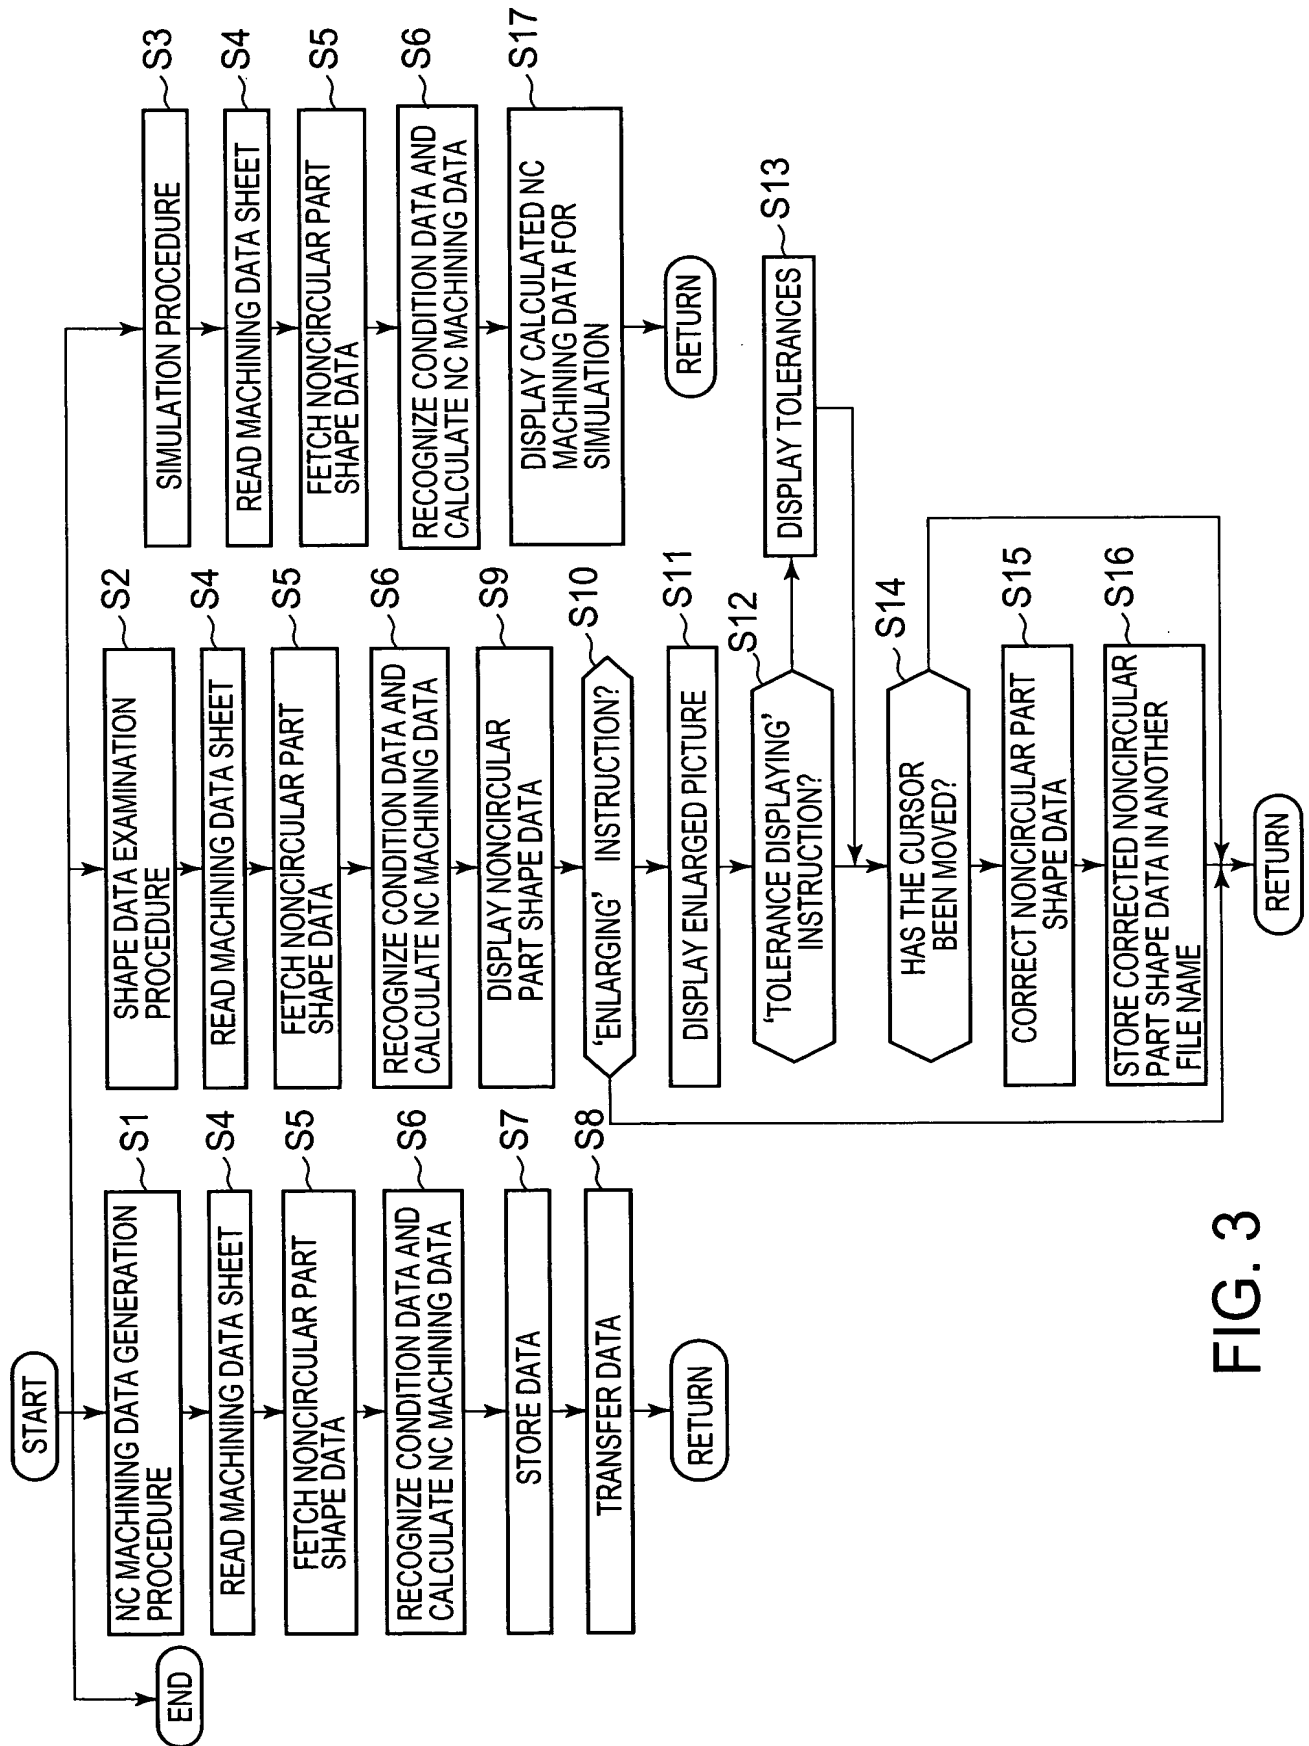 START
END
NC MACHINING DATA GENERATION
PROCEDURE
S1
READ MACHINING DATA SHEET
S4
FETCH NONCIRCULAR PART
SHAPE DATA
S5
RECOGNIZE CONDITION DATA AND
CALCULATE NC MACHINING DATA
S6
STORE DATA
S7
TRANSFER DATA
S8
RETURN
SHAPE DATA EXAMINATION
PROCEDURE
S2
READ MACHINING DATA SHEET
S4
FETCH NONCIRCULAR PART
SHAPE DATA
S5
RECOGNIZE CONDITION DATA AND
CALCULATE NC MACHINING DATA
S6
DISPLAY NONCIRCULAR
PART SHAPE DATA
S9
'ENLARGING' INSTRUCTION?
S10
DISPLAY ENLARGED PICTURE
S11
'TOLERANCE DISPLAYING'
INSTRUCTION?
S12
DISPLAY TOLERANCES
S13
HAS THE CURSOR
BEEN MOVED?
S14
CORRECT NONCIRCULAR PART
SHAPE DATA
S15
STORE CORRECTED NONCIRCULAR
PART SHAPE DATA IN ANOTHER
FILE NAME
S16
RETURN
SIMULATION PROCEDURE
S3
READ MACHINING DATA SHEET
S4
FETCH NONCIRCULAR PART
SHAPE DATA
S5
RECOGNIZE CONDITION DATA AND
CALCULATE NC MACHINING DATA
S6
DISPLAY CALCULATED NC
MACHINING DATA FOR
SIMULATION
S17
RETURN
FIG. 3